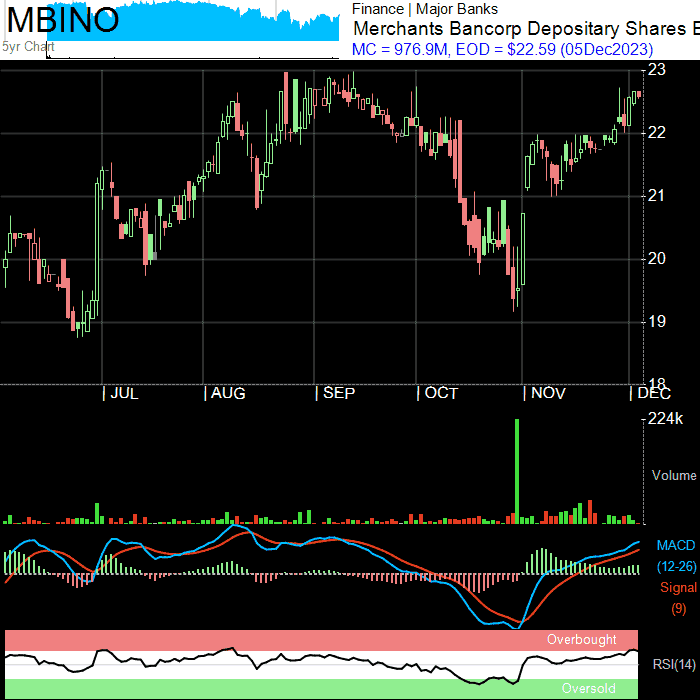 MBINO
5yr Chart
Finance | Major Banks
Merchants Bancorp Depositary Shares E
MC = 976.9M, EOD = $22.59 (05Dec2023)
23
22
21
20
19
18
JUL
AUG
SEP
OCT
NOV
DEC
224k
Volume
MACD
(12-26)
Signal
(9)
Overbought
RSI(14)
Oversold